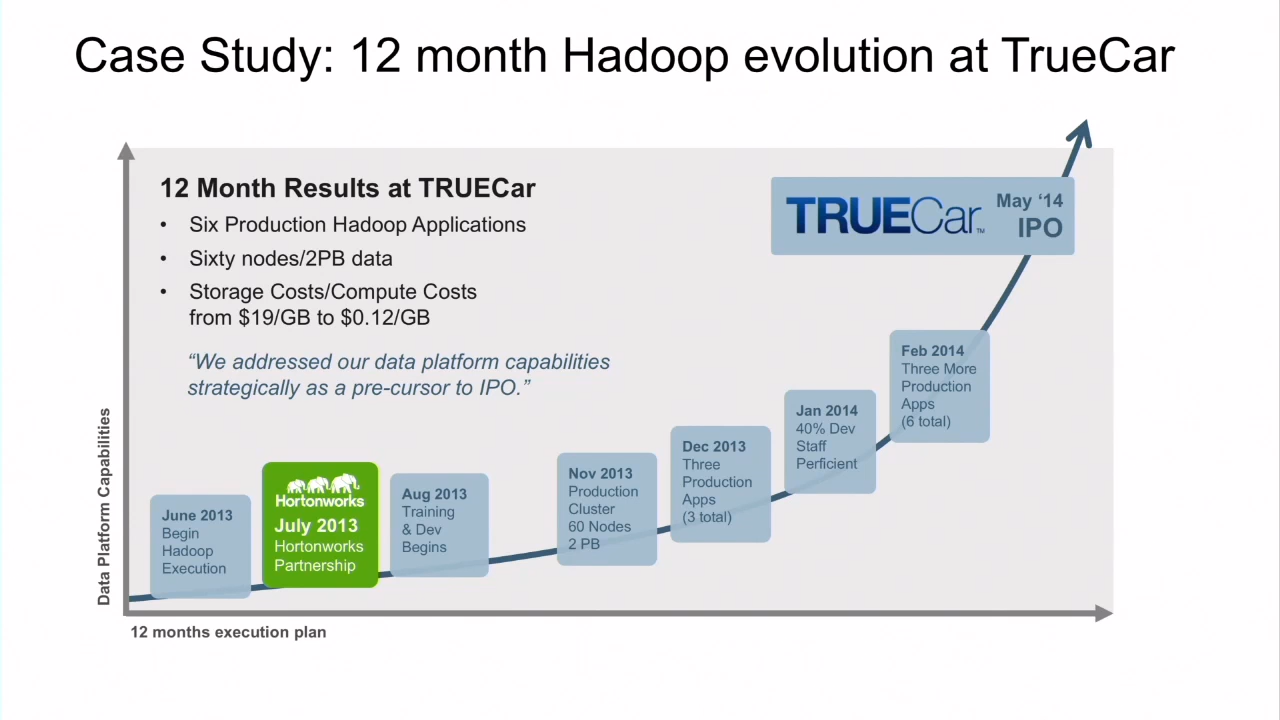 Case Study: 12 month Hadoop evolution at TrueCar
12 Month Results at TRUECar
• Six Production Hadoop Applications
• Sixty nodes/2PB data
• Storage Costs/Compute Costs
from $19/GB to $0.12/GB
“We addressed our data platform capabilities
strategically as a pre-cursor to IPO.”
TRUECar™
May ‘14
IPO
Feb 2014
Three More
Production
Apps
(6 total)
Jan 2014
40% Dev
Staff
Perficient
Dec 2013
Three
Production
Apps
(3 total)
Nov 2013
Production
Cluster
60 Nodes
2 PB
Aug 2013
Training
& Dev
Begins
Hortonworks
July 2013
Hortonworks
Partnership
June 2013
Begin
Hadoop
Execution
Data Platform Capabilities
12 months execution plan